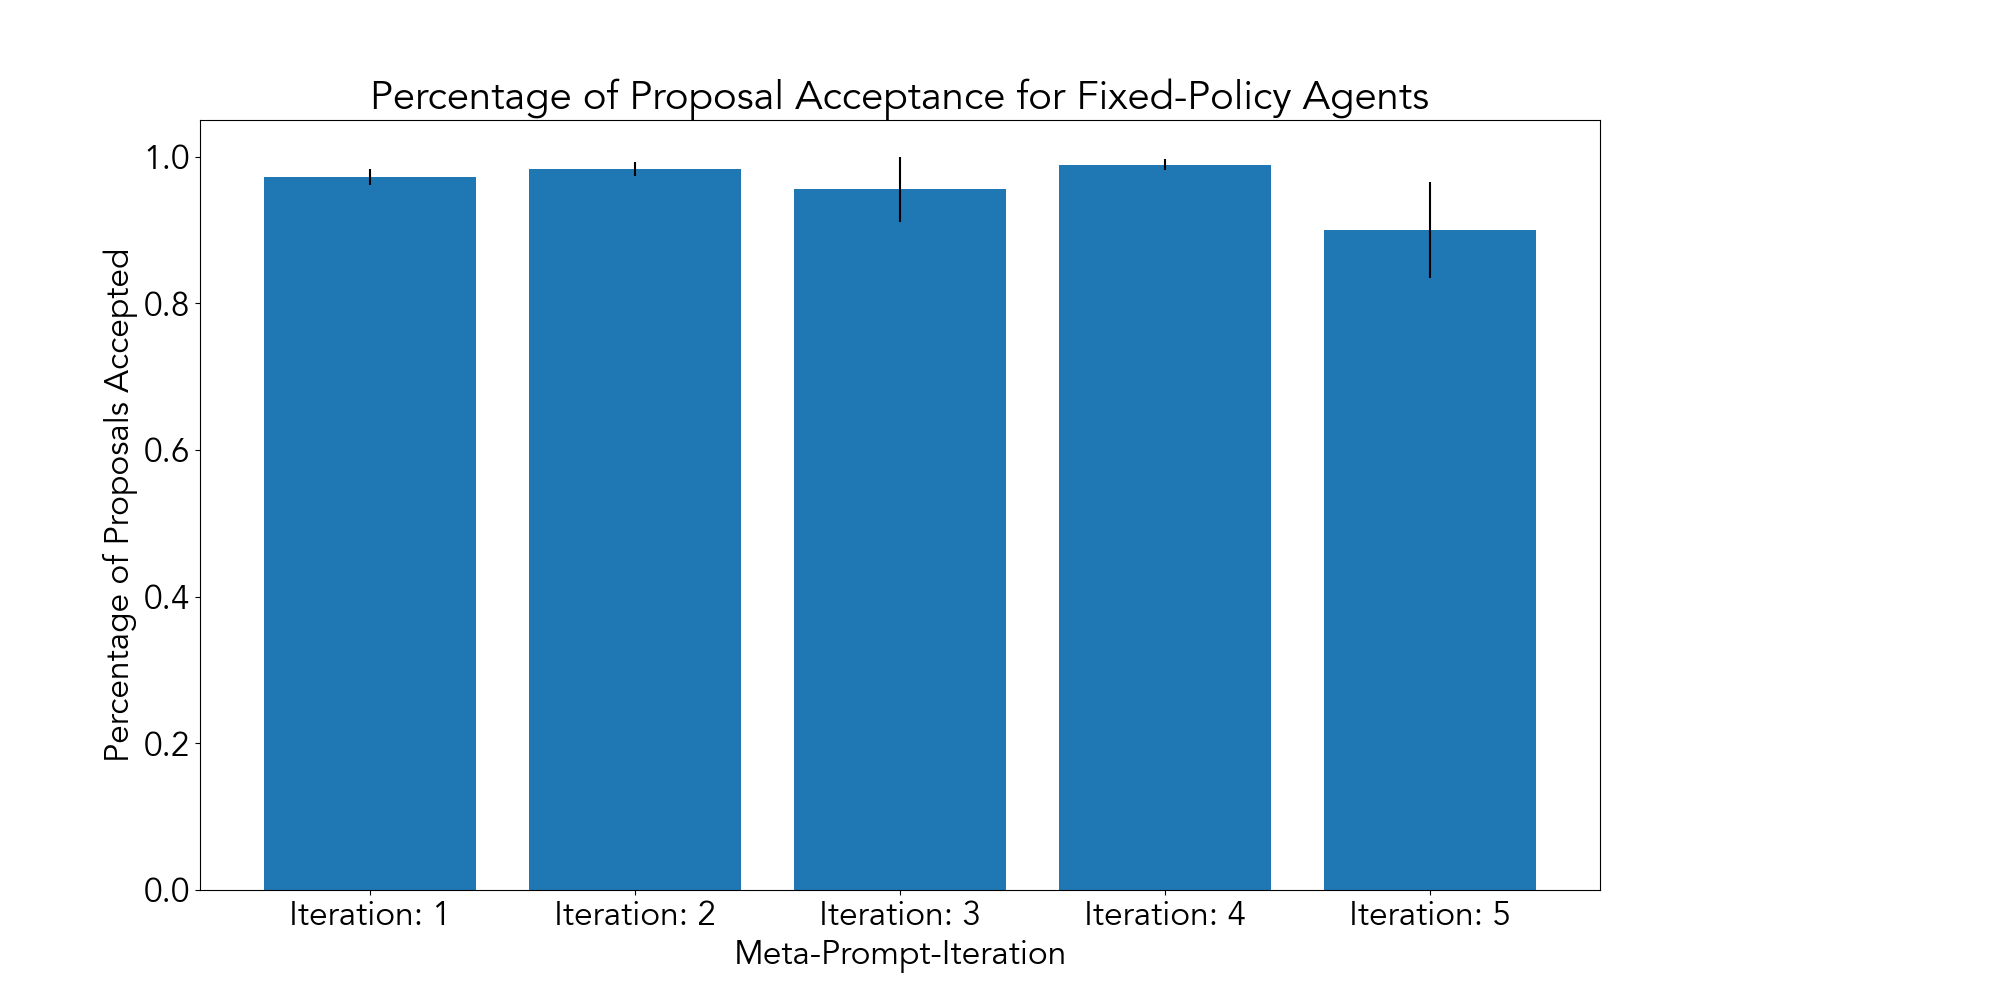 Percentage of Proposal Acceptance for Fixed-Policy Agents
Percentage of Proposals Accepted
1.0
0.8
0.6
0.4
0.2
0.0
Iteration: 1 Iteration: 2 Iteration: 3 Iteration: 4 Iteration: 5
Meta-Prompt-Iteration